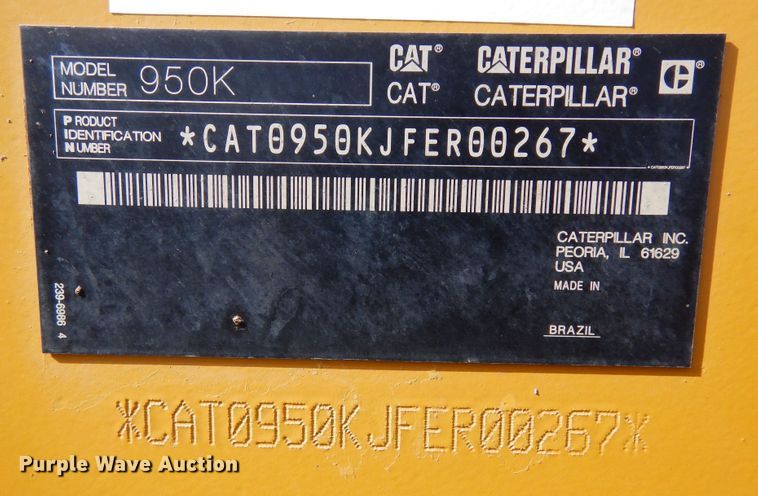 CAT® CATERPILLAR® C®
CAT® CATERPILLAR®
MODEL NUMBER 950K
PRODUCT IDENTIFICATION NUMBER *CAT0950KJFER00267*
*CAT0950KJFER00267*
CATERPILLAR INC.
PEORIA, IL 61629
USA
MADE IN
BRAZIL
239-6986 4
*CAT0950KJFER00267*
Purple Wave Auction